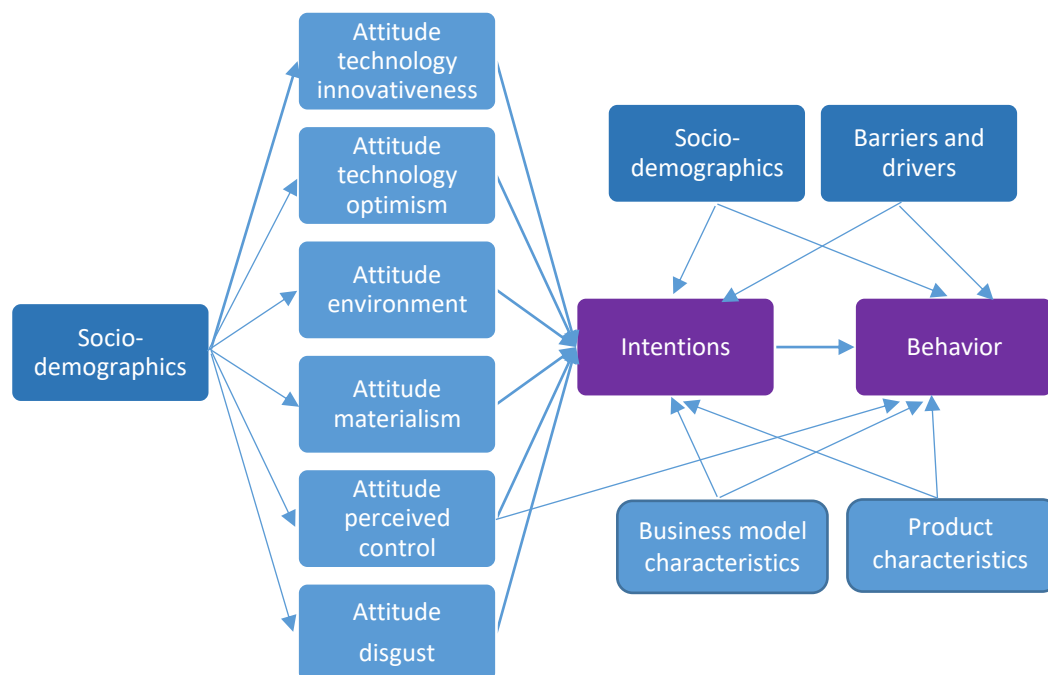 Attitude
technology
innovativeness
Attitude
technology
optimism
Attitude
environment
Attitude
materialism
Attitude
perceived
control
Attitude
disgust
Socio-
demographics
Socio-
demographics
Barriers and
drivers
Intentions
Behavior
Business model
characteristics
Product
characteristics